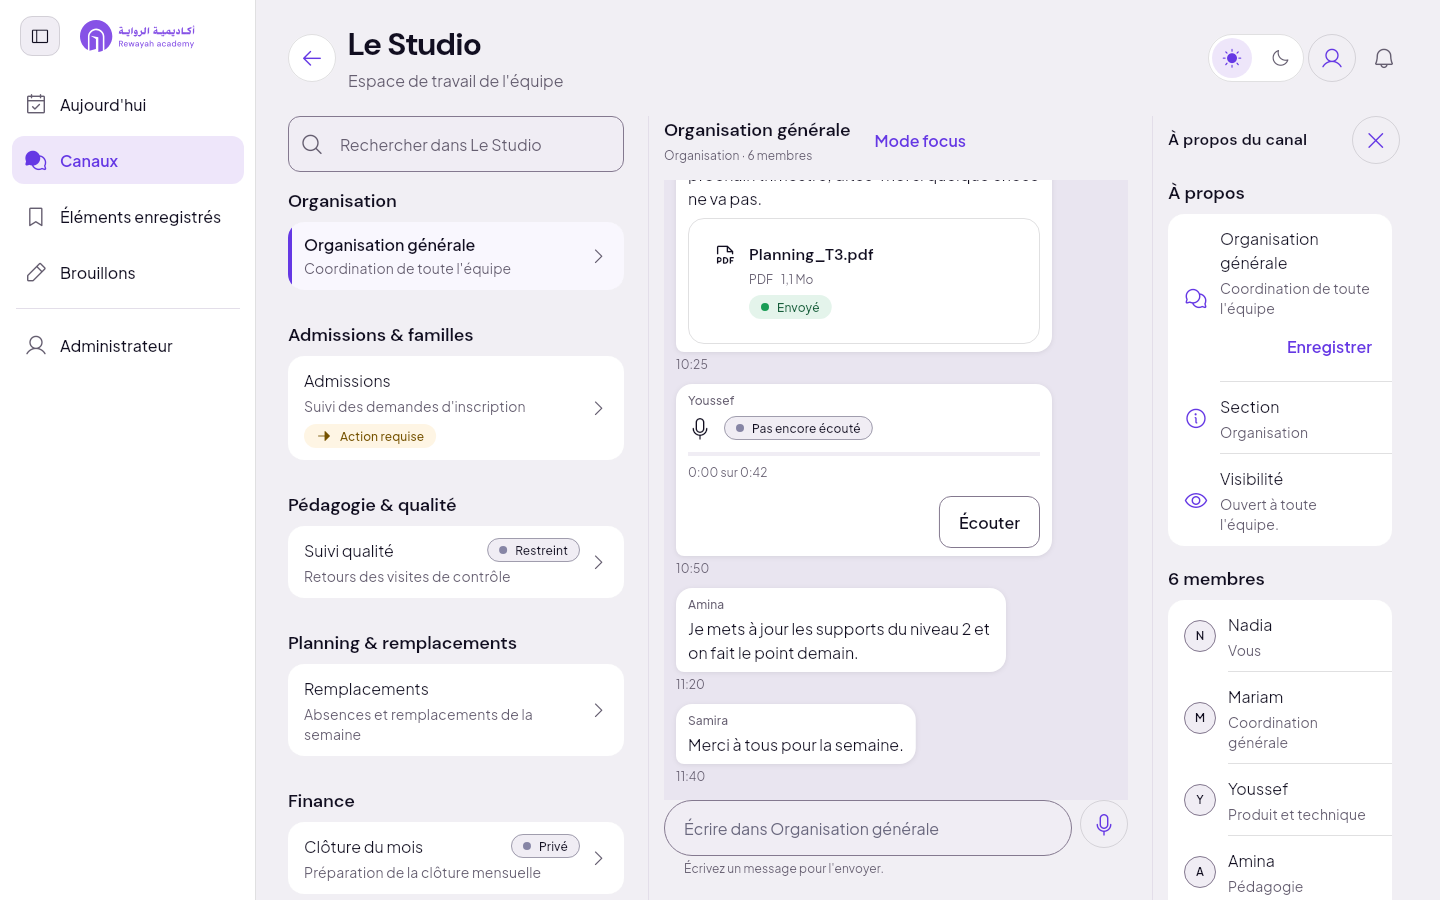 أكاديمية الرواية
Rewayah academy
Aujourd'hui
Canaux
Éléments enregistrés
Brouillons
Administrateur
Le Studio
Espace de travail de l'équipe
Rechercher dans Le Studio
Organisation
Organisation générale
Coordination de toute l'équipe
Admissions & familles
Admissions
Suivi des demandes d'inscription
Action requise
Pédagogie & qualité
Suivi qualité
Restreint
Retours des visites de contrôle
Planning & remplacements
Remplacements
Absences et remplacements de la
semaine
Finance
Clôture du mois
Privé
Préparation de la clôture mensuelle
Organisation générale
Organisation · 6 membres
Mode focus
ne va pas.
Planning_T3.pdf
PDF 1,1 Mo
Envoyé
10:25
Youssef
Pas encore écouté
0:00 sur 0:42
Écouter
10:50
Amina
Je mets à jour les supports du niveau 2 et
on fait le point demain.
11:20
Samira
Merci à tous pour la semaine.
11:40
Écrire dans Organisation générale
Écrivez un message pour l'envoyer.
À propos du canal
À propos
Organisation
générale
Coordination de toute
l'équipe
Enregistrer
Section
Organisation
Visibilité
Ouvert à toute
l'équipe.
6 membres
N
Nadia
Vous
M
Mariam
Coordination
générale
Y
Youssef
Produit et technique
A
Amina
Pédagogie